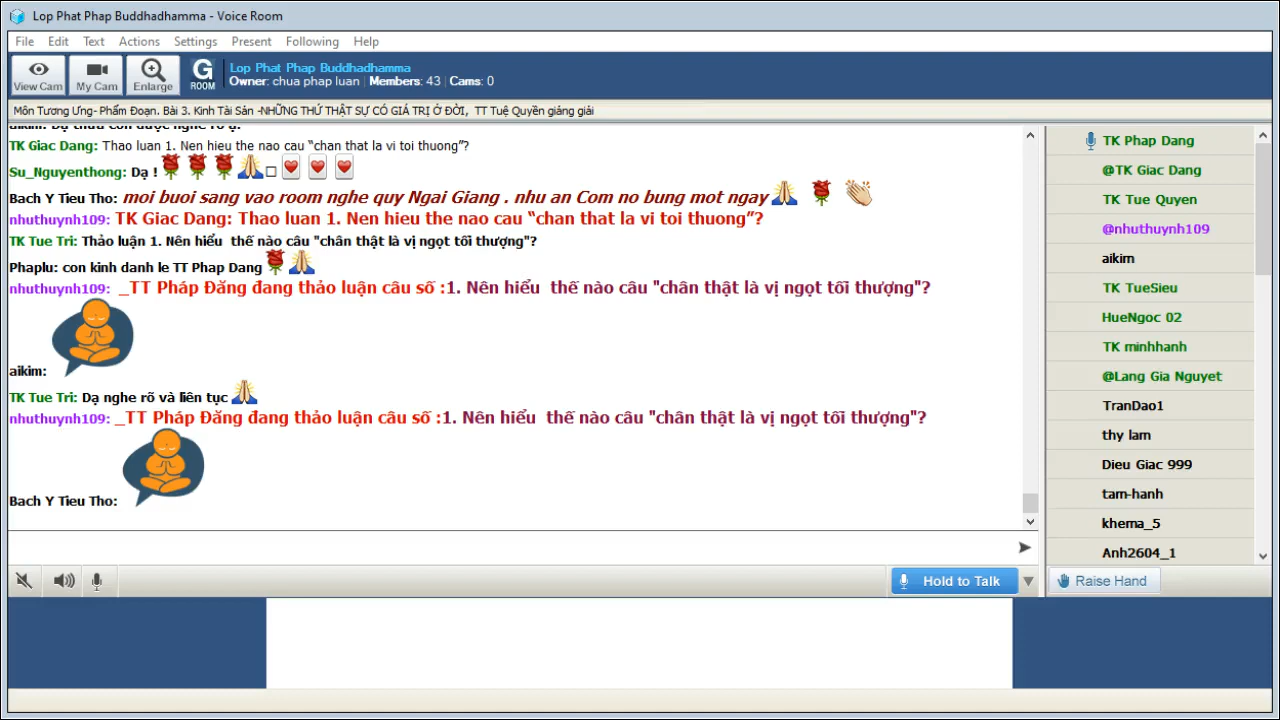 Lop Phat Phap Buddhadhamma - Voice Room
File Edit Text Actions Settings Present Following Help
View Cam My Cam Enlarge G ROOM
Lop Phat Phap Buddhadhamma
Owner: chua phap luan Members: 43 Cams: 0
Môn Tương Ưng- Phẩm Đoạn. Bài 3. Kinh Tài Sản -NHỮNG THỨ THẬT SỰ CÓ GIÁ TRỊ Ở ĐỜI, TT Tuệ Quyền giảng giải
aikim: Dạ thưa con được nghe rõ ạ.
TK Giac Dang: Thao luan 1. Nen hieu the nao cau “chan that la vi toi thuong”?
Su_Nguyenthong: Dạ !
Bach Y Tieu Tho: moi buoi sang vao room nghe quy Ngai Giang . nhu an Com no bung mot ngay
nhuthuynh109: TK Giac Dang: Thao luan 1. Nen hieu the nao cau “chan that la vi toi thuong”?
TK Tue Tri: Thảo luận 1. Nên hiểu thế nào câu "chân thật là vị ngọt tối thượng"?
Phaplu: con kinh danh le TT Phap Dang
nhuthuynh109: _TT Pháp Đăng đang thảo luận câu số :1. Nên hiểu thế nào câu "chân thật là vị ngọt tối thượng"?
aikim:
TK Tue Tri: Dạ nghe rõ và liên tục
nhuthuynh109: _TT Pháp Đăng đang thảo luận câu số :1. Nên hiểu thế nào câu "chân thật là vị ngọt tối thượng"?
Bach Y Tieu Tho:
Hold to Talk
TK Phap Dang
@TK Giac Dang
TK Tue Quyen
@nhuthuynh109
aikim
TK TueSieu
HueNgoc 02
TK minhhanh
@Lang Gia Nguyet
TranDao1
thy lam
Dieu Giac 999
tam-hanh
khema_5
Anh2604_1
Raise Hand